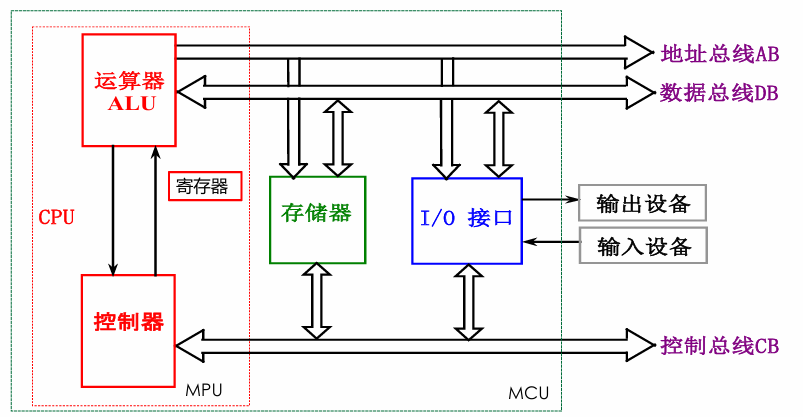 地址总线AB
运算器
ALU
数据总线DB
寄存器
CPU
存储器
I/O 接口
输出设备
输入设备
控制器
控制总线CB
MPU
MCU